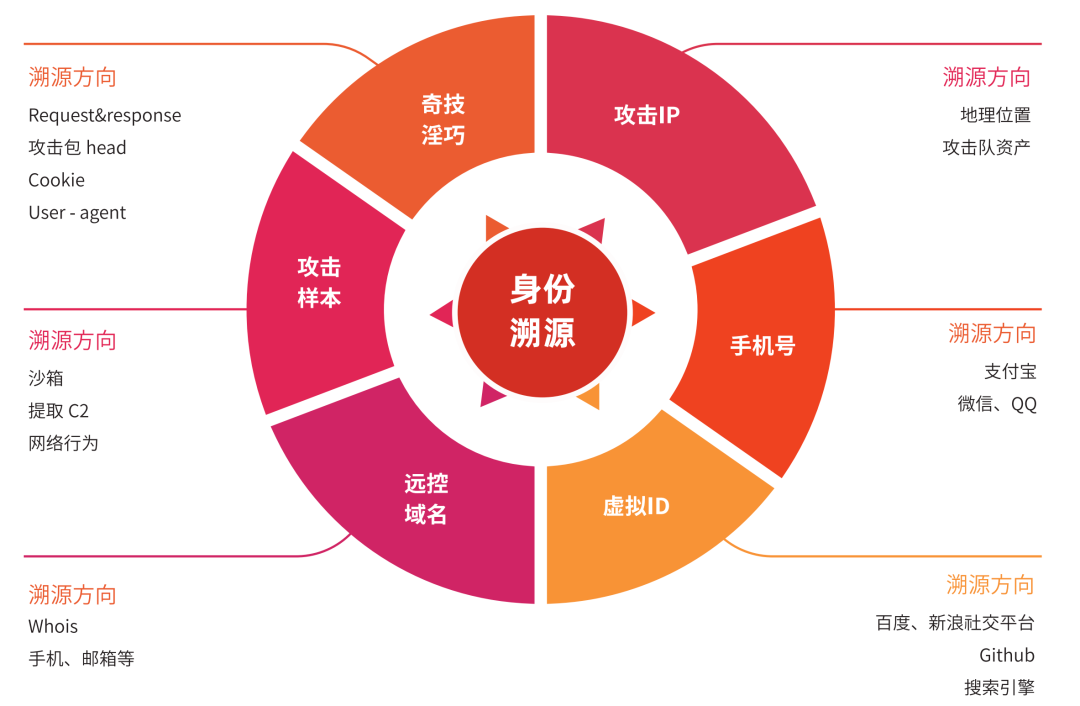 溯源方向
Request&response
攻击包 head
Cookie
User - agent
奇技
淫巧
攻击IP
溯源方向
地理位置
攻击队资产
攻击
样本
身份
溯源
手机号
溯源方向
沙箱
提取 C2
网络行为
溯源方向
支付宝
微信、QQ
远控
域名
虚拟ID
溯源方向
Whois
手机、邮箱等
溯源方向
百度、新浪社交平台
Github
搜索引擎